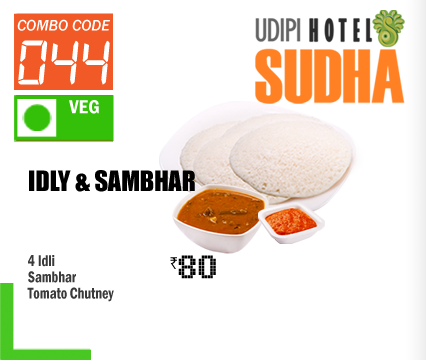 COMBO CODE
044
VEG
UDIPI HOTEL
SUDHA
IDLY & SAMBHAR
4 Idli
Sambhar
Tomato Chutney
₹80